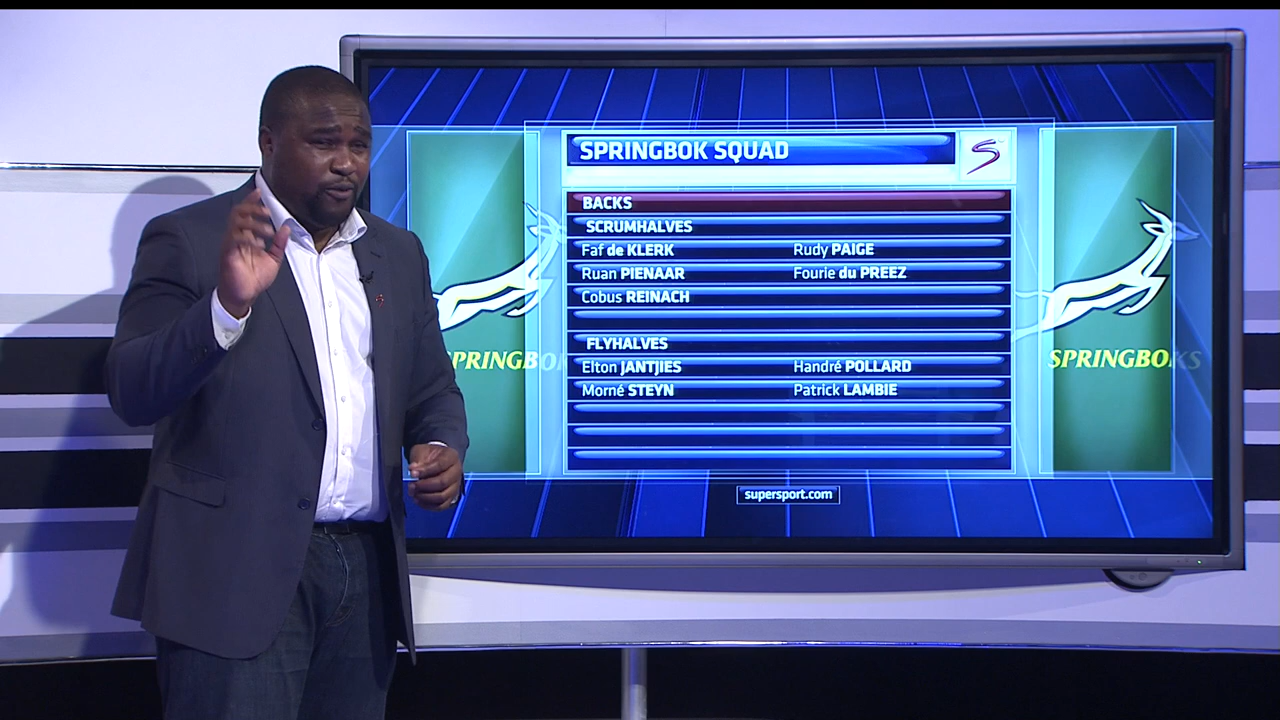 SPRINGBOK SQUAD
BACKS
SCRUMHALVES
Faf de KLERK Rudy PAIGE
Ruan PIENAAR Fourie du PREEZ
Cobus REINACH
FLYHALVES
Elton JANTJIES Handré POLLARD
Morné STEYN Patrick LAMBIE
SPRINGBOK
SPRINGBOKS
supersport.com